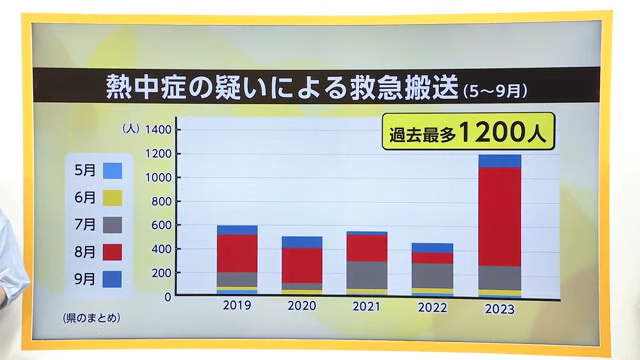 熱中症の疑いによる救急搬送(5～9月)
過去最多1200人
(人)
1400
1200
1000
800
600
400
200
0
5月
6月
7月
8月
9月
2019 2020 2021 2022 2023
(県のまとめ)